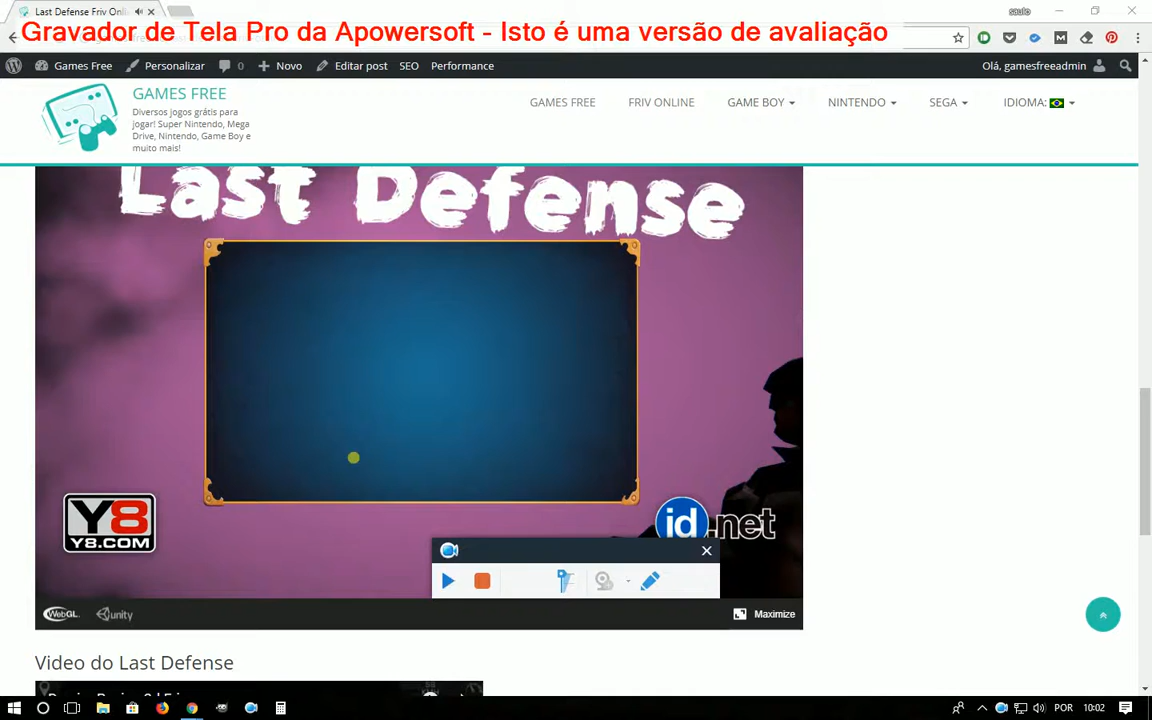 Last Defense Friv Onli
saulo
Gravador de Tela Pro da Apowersoft - Isto é uma versão de avaliação
Games Free
Personalizar
0
Novo
Editar post
SEO
Performance
Olá, gamesfreeadmin
GAMES FREE
Diversos jogos grátis para
jogar! Super Nintendo, Mega
Drive, Nintendo, Game Boy e
muito mais!
GAMES FREE
FRIV ONLINE
GAME BOY
NINTENDO
SEGA
IDIOMA:
Last Defense
Y8
Y8.COM
id.net
WebGL
unity
Maximize
Video do Last Defense
POR
10:02